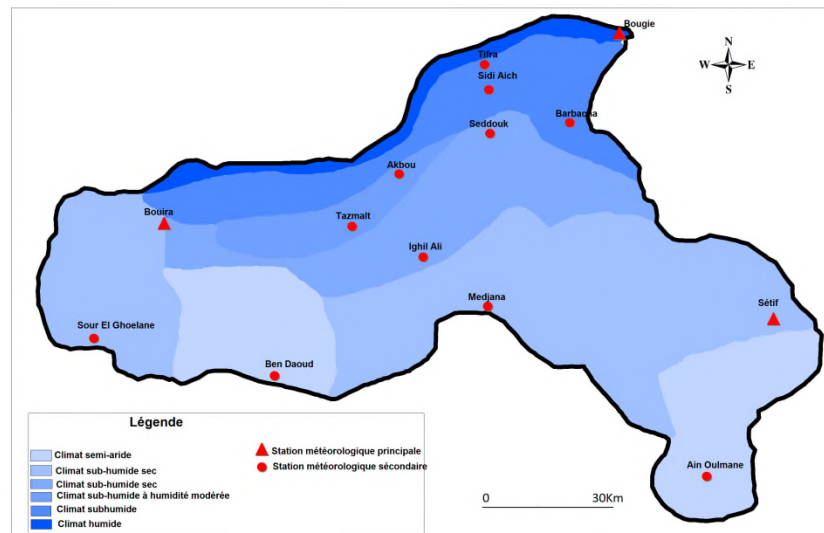 Bougie
N
W E
S
Tifra
Sidi Aich
Barbacha
Seddouk
Akbou
Bouira
Tazmalt
Ighil Ali
Medjana
Sétif
Sour El Ghoelane
Ben Daoud
Ain Oulmane
0 30Km
Légende
Climat semi-aride
Climat sub-humide sec
Climat sub-humide sec
Climat sub-humide à humidité modérée
Climat subhumide
Climat humide
Station météorologique principale
Station météorologique sécondaire